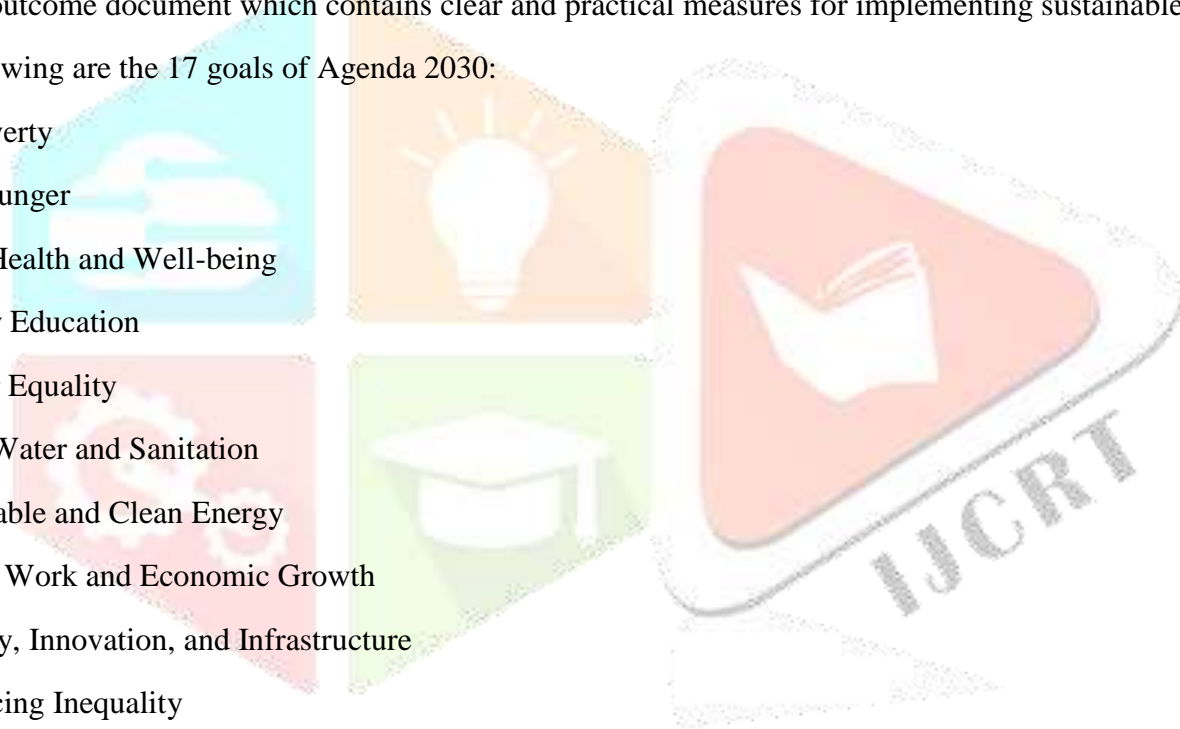 outcome document which contains clear and practical measures for implementing sustainable
wing are the 17 goals of Agenda 2030:
verty
unger
Health and Well-being
Education
Equality
Water and Sanitation
able and Clean Energy
Work and Economic Growth
y, Innovation, and Infrastructure
cing Inequality
IJCRT